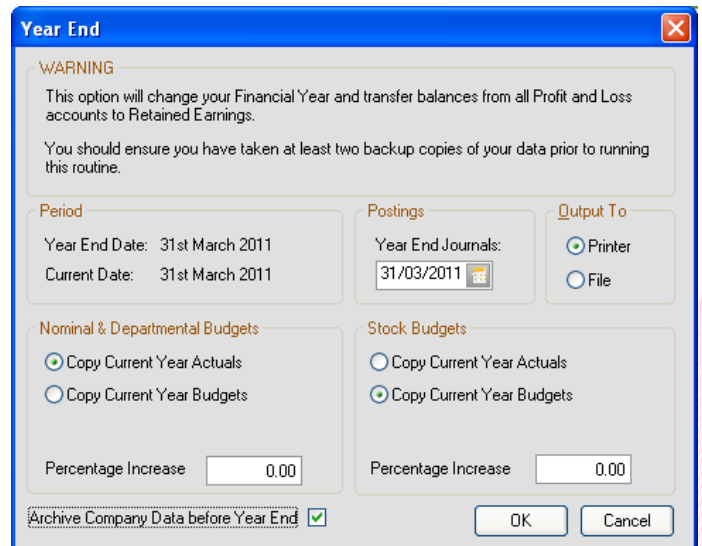 Year End
WARNING
This option will change your Financial Year and transfer balances from all Profit and Loss
accounts to Retained Earnings.
You should ensure you have taken at least two backup copies of your data prior to running
this routine.
Period
Year End Date: 31st March 2011
Current Date: 31st March 2011
Postings
Year End Journals:
31/03/2011
Output To
Printer
File
Nominal & Departmental Budgets
Copy Current Year Actuals
Copy Current Year Budgets
Percentage Increase 0.00
Stock Budgets
Copy Current Year Actuals
Copy Current Year Budgets
Percentage Increase 0.00
Archive Company Data before Year End
OK
Cancel